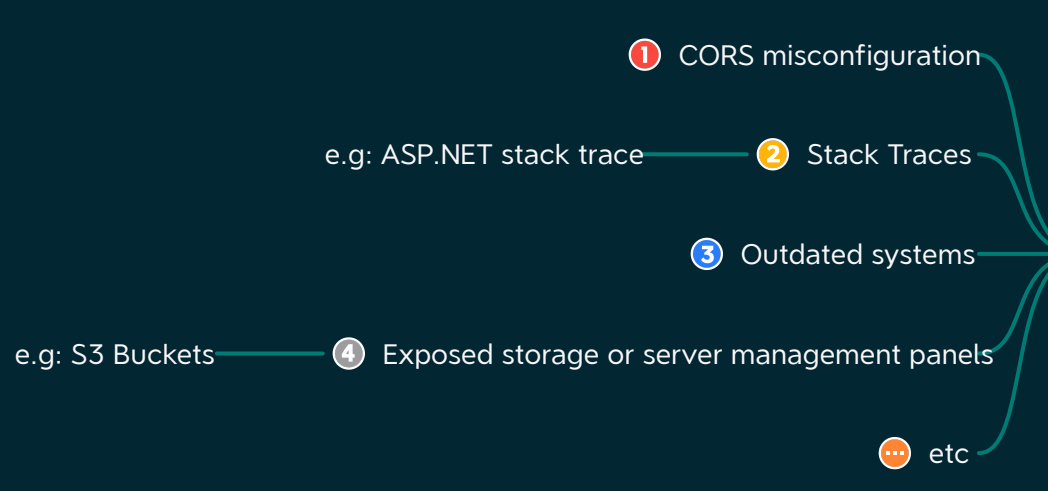 1 CORS misconfiguration
e.g: ASP.NET stack trace 2 Stack Traces
3 Outdated systems
e.g: S3 Buckets 4 Exposed storage or server management panels
... etc